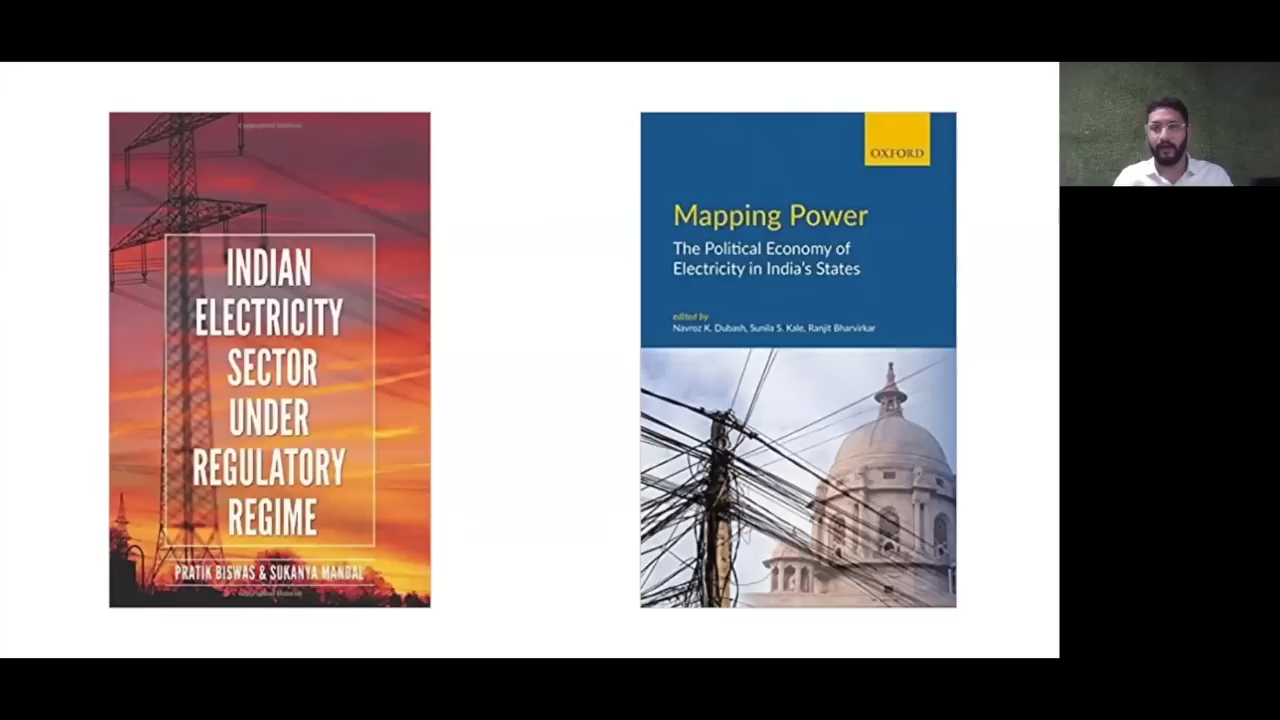 INDIAN
ELECTRICITY
SECTOR
UNDER
REGULATORY
REGIME
PRATIK BISWAS & SUKANYA MANDAL
OXFORD
Mapping Power
The Political Economy of
Electricity in India's States
edited by
Navroz K. Dubash, Sunila S. Kale, Ranjit Bharvirkar